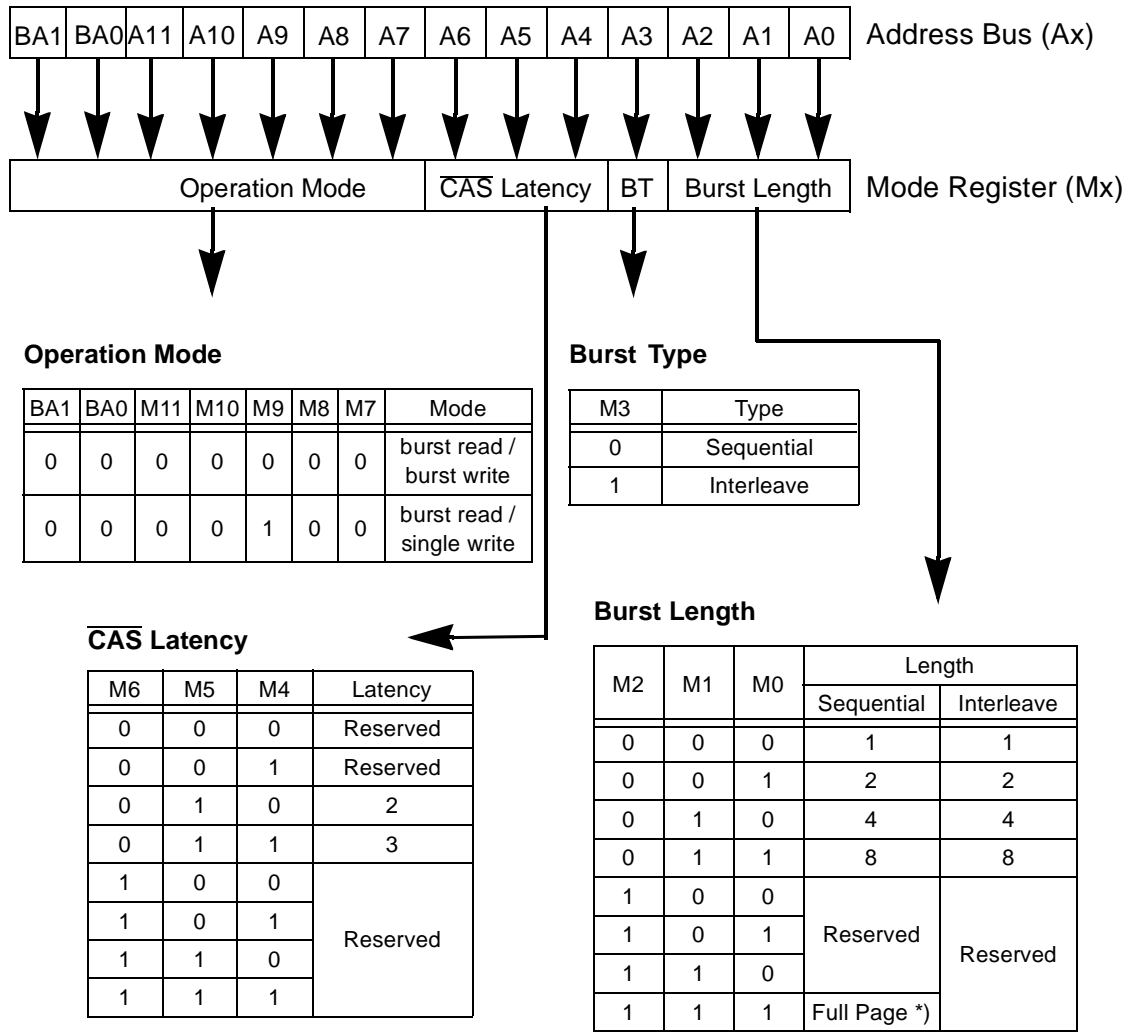 BA1 BA0 A11 A10 A9 A8 A7 A6 A5 A4 A3 A2 A1 A0 Address Bus (Ax)
Operation Mode CAS Latency BT Burst Length Mode Register (Mx)
Operation Mode
BA1 BA0 M11 M10 M9 M8 M7 Mode
0 0 0 0 0 0 0 burst read /
burst write
0 0 0 0 1 0 0 burst read /
single write
Burst Type
M3 Type
0 Sequential
1 Interleave
CAS Latency
M6 M5 M4 Latency
0 0 0 Reserved
0 0 1 Reserved
0 1 0 2
0 1 1 3
1 0 0
1 0 1
Reserved
1 1 0
1 1 1
Burst Length
M2 M1 M0 Length
Sequential Interleave
0 0 0 1 1
0 0 1 2 2
0 1 0 4 4
0 1 1 8 8
1 0 0
1 0 1 Reserved
Reserved
1 1 0
1 1 1 Full Page *)